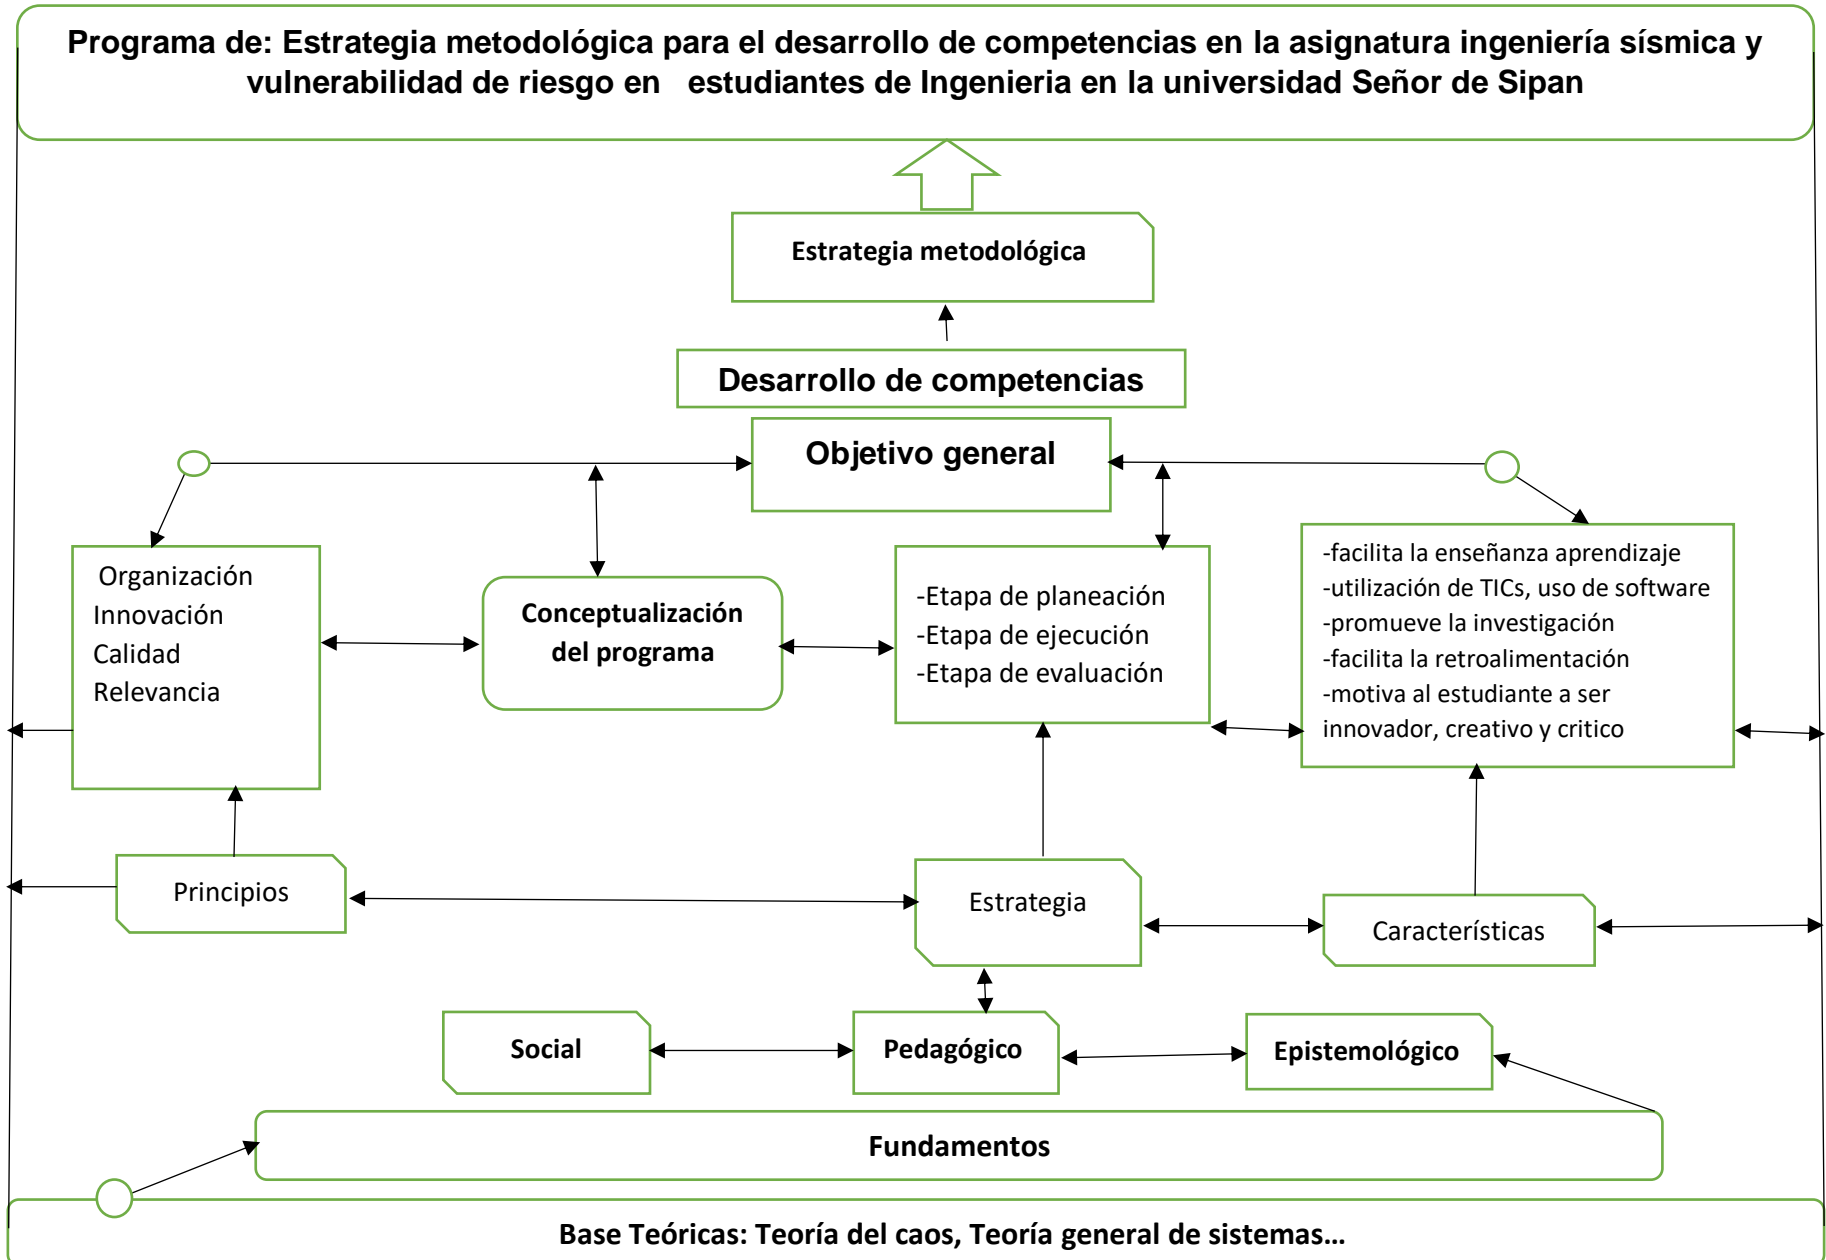 Programa de: Estrategia metodológica para el desarrollo de competencias en la asignatura ingeniería sísmica y
vulnerabilidad de riesgo en estudiantes de Ingenieria en la universidad Señor de Sipan
Estrategia metodológica
Desarrollo de competencias
Objetivo general
Organización
Innovación
Calidad
Relevancia
Conceptualización
del programa
-Etapa de planeación
-Etapa de ejecución
-Etapa de evaluación
-facilita la enseñanza aprendizaje
-utilización de TICs, uso de software
-promueve la investigación
-facilita la retroalimentación
-motiva al estudiante a ser
innovador, creativo y critico
Principios
Estrategia
Características
Social
Pedagógico
Epistemológico
Fundamentos
Base Teóricas: Teoría del caos, Teoría general de sistemas...